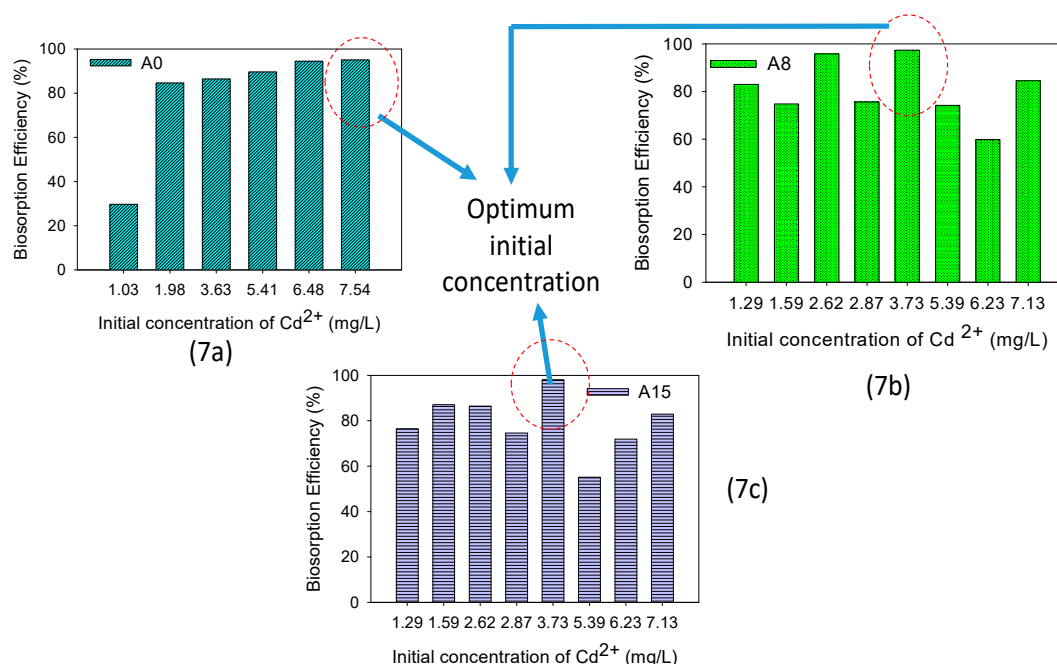 A0
Biosorption Efficiency (%)
100
80
60
40
20
0
1.03 1.98 3.63 5.41 6.48 7.54
Initial concentration of Cd²⁺ (mg/L)
(7a)
Optimum
initial
concentration
A8
Biosorption Efficiency (%)
100
80
60
40
20
0
1.29 1.59 2.62 2.87 3.73 5.39 6.23 7.13
Initial concentration of Cd ²⁺ (mg/L)
(7b)
A15
Biosorption Efficiency (%)
100
80
60
40
20
0
1.29 1.59 2.62 2.87 3.73 5.39 6.23 7.13
Initial concentration of Cd²⁺ (mg/L)
(7c)